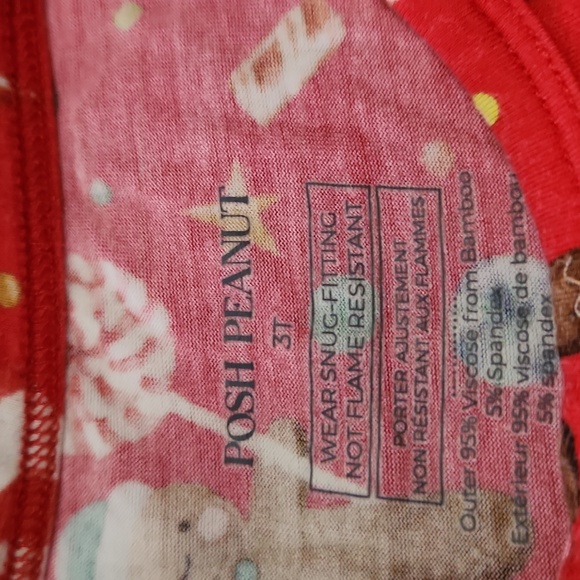 POSH PEANUT
3T
WEAR SNUG-FITTING
NOT FLAME RESISTANT
PORTER AJUSTEMENT
NON RÉSISTANT AUX FLAMMES
Outer 95% Viscose from Bamboo
5% Spandex
Extérieur 95% viscose de bambou
5% spandex